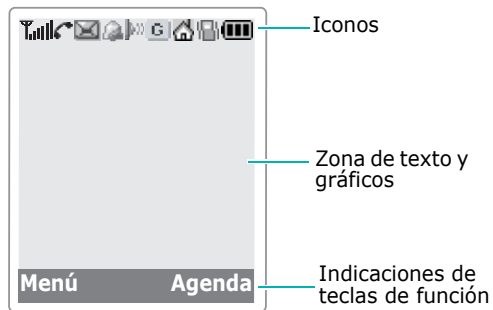 G
Iconos
Zona de texto y
gráficos
Menú Agenda
Indicaciones de
teclas de función